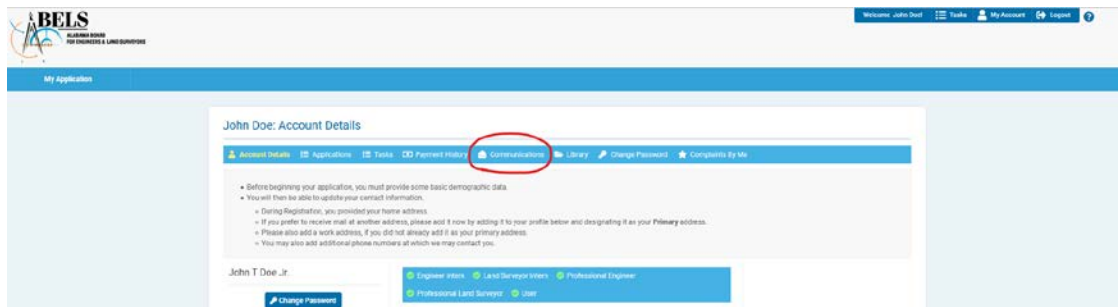 BELS
ALABAMA BOARD
FOR ENGINEERS & LAND SURVEYORS
Welcome: John Doe! Tasks My Account Logout ?
My Application
John Doe: Account Details
Account Details Applications Tasks Payment History Communications Library Change Password Complaints By Me
• Before beginning your application, you must provide some basic demographic data.
• You will then be able to update your contact information.
During Registration, you provided your home address.
If you prefer to receive mail at another address, please add it now by adding it to your profile below and designating it as your Primary address.
Please also add a work address, if you did not already add it as your primary address.
You may also add additional phone numbers at which we may contact you.
John T Doe Jr.
Change Password
Engineer Intern Land Surveyor Intern Professional Engineer
Professional Land Surveyor User